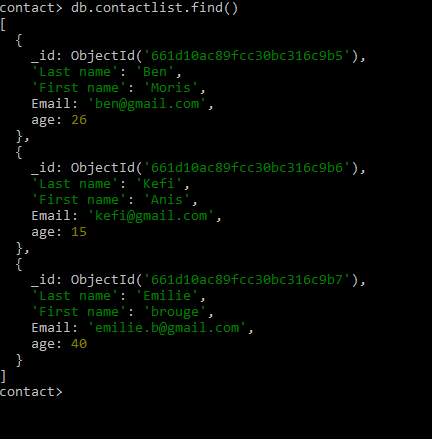 contact> db.contactlist.find()
[
  {
    _id: ObjectId('661d10ac89fcc30bc316c9b5'),
    'Last name': 'Ben',
    'First name': 'Moris',
    Email: 'ben@gmail.com',
    age: 26
  },
  {
    _id: ObjectId('661d10ac89fcc30bc316c9b6'),
    'Last name': 'Kefi',
    'First name': 'Anis',
    Email: 'kefi@gmail.com',
    age: 15
  },
  {
    _id: ObjectId('661d10ac89fcc30bc316c9b7'),
    'Last name': 'Emilie',
    'First name': 'brouge',
    Email: 'emilie.b@gmail.com',
    age: 40
  }
]
contact>